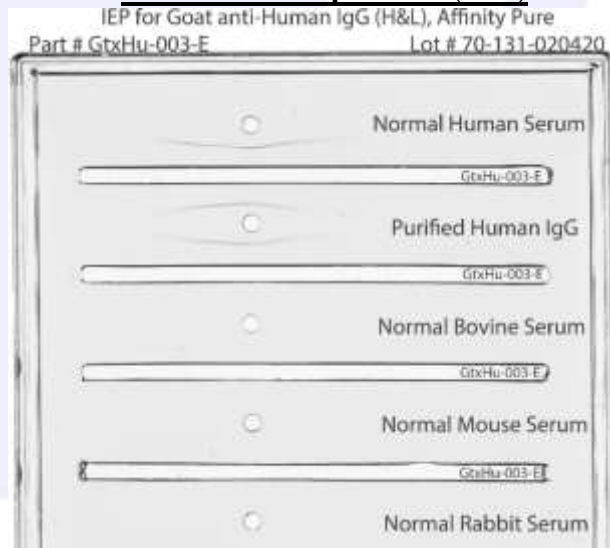 IEP for Goat anti-Human IgG (H&L), Affinity Pure
Part # GtxHu-003-E Lot # 70-131-020420
Normal Human Serum
GtxHu-003-E
Purified Human IgG
GtxHu-003-E
Normal Bovine Serum
GtxHu-003-E
Normal Mouse Serum
GtxHu-003-E
Normal Rabbit Serum